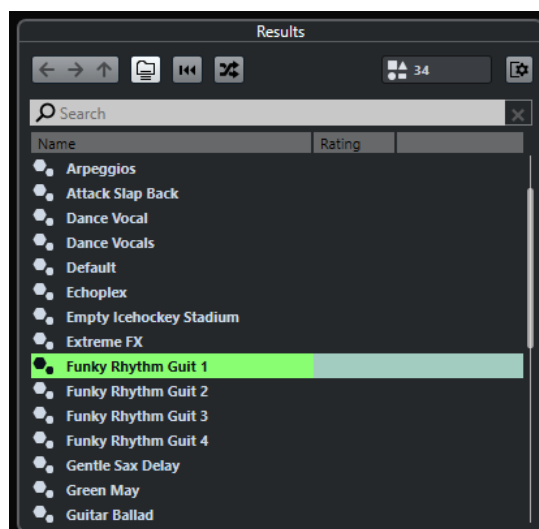 Results
34
Search
Name Rating
Arpeggios
Attack Slap Back
Dance Vocal
Dance Vocals
Default
Echoplex
Empty Icehockey Stadium
Extreme FX
Funky Rhythm Guit 1
Funky Rhythm Guit 2
Funky Rhythm Guit 3
Funky Rhythm Guit 4
Gentle Sax Delay
Green May
Guitar Ballad